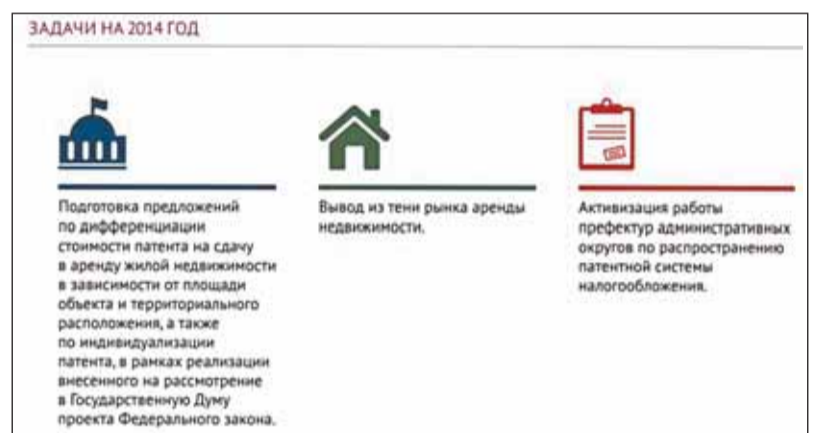 ЗАДАЧИ НА 2014 ГОД
Подготовка предложений
по дифференциации
стоимости патента на сдачу
в аренду жилой недвижимости
в зависимости от площади
объекта и территориального
расположения, а также
по индивидуализации
патента, в рамках реализации
внесенного на рассмотрение
в Государственную Думу
проекта Федерального закона.
Вывод из тени рынка аренды
недвижимости.
Активизация работы
префектур административных
округов по распространению
патентной системы
налогообложения.